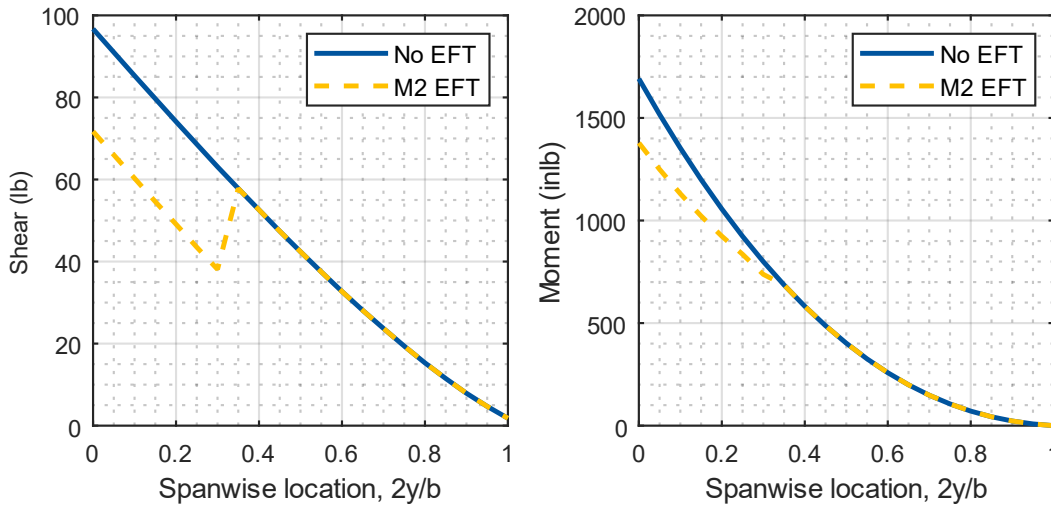 100
80
60
40
20
0
Shear (lb)
No EFT
M2 EFT
0 0.2 0.4 0.6 0.8 1
Spanwise location, 2y/b
2000
1500
1000
500
0
Moment (inlb)
No EFT
M2 EFT
0 0.2 0.4 0.6 0.8 1
Spanwise location, 2y/b